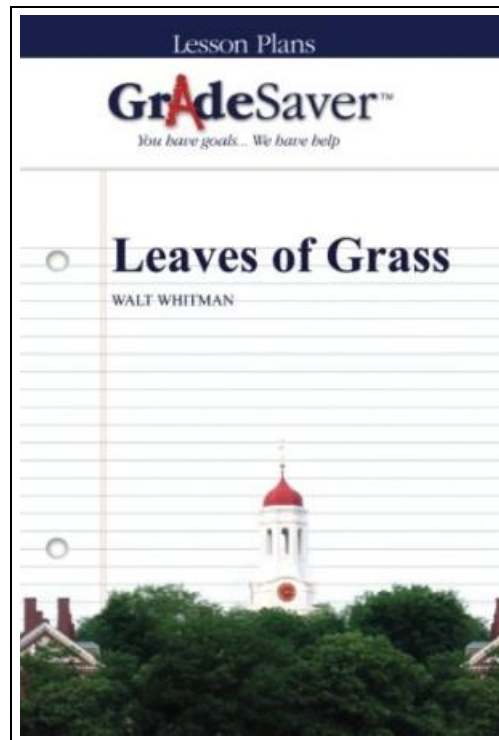 Lesson Plans
GrAdeSaver™
You have goals... We have help
Leaves of Grass
WALT WHITMAN